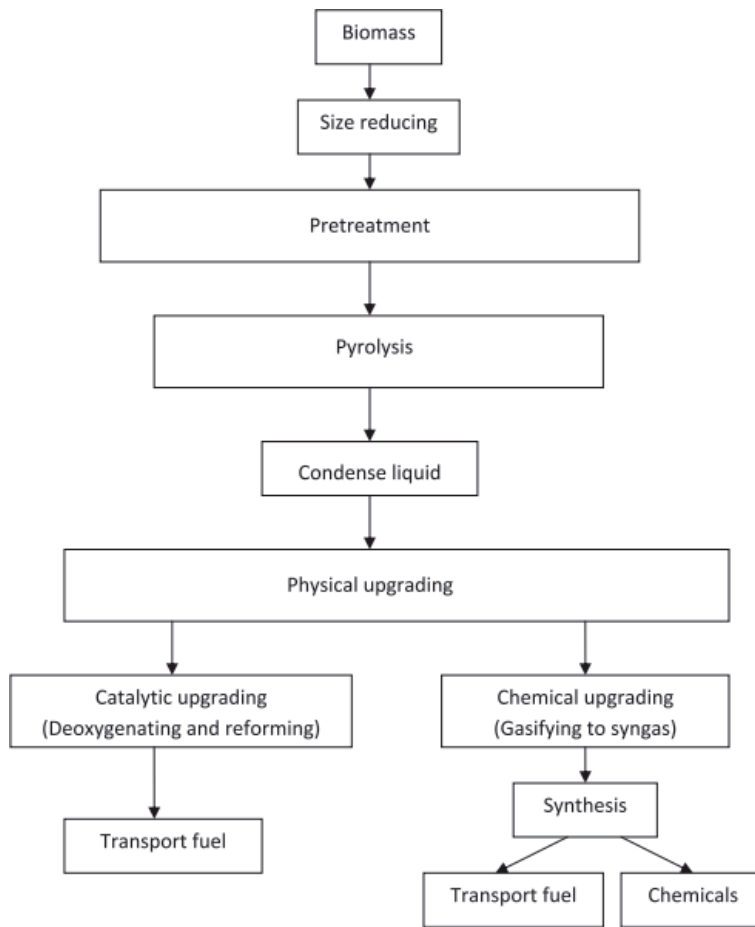 Biomass
Size reducing
Pretreatment
Pyrolysis
Condense liquid
Physical upgrading
Catalytic upgrading
(Deoxygenating and reforming)
Chemical upgrading
(Gasifying to syngas)
Synthesis
Transport fuel
Transport fuel
Chemicals